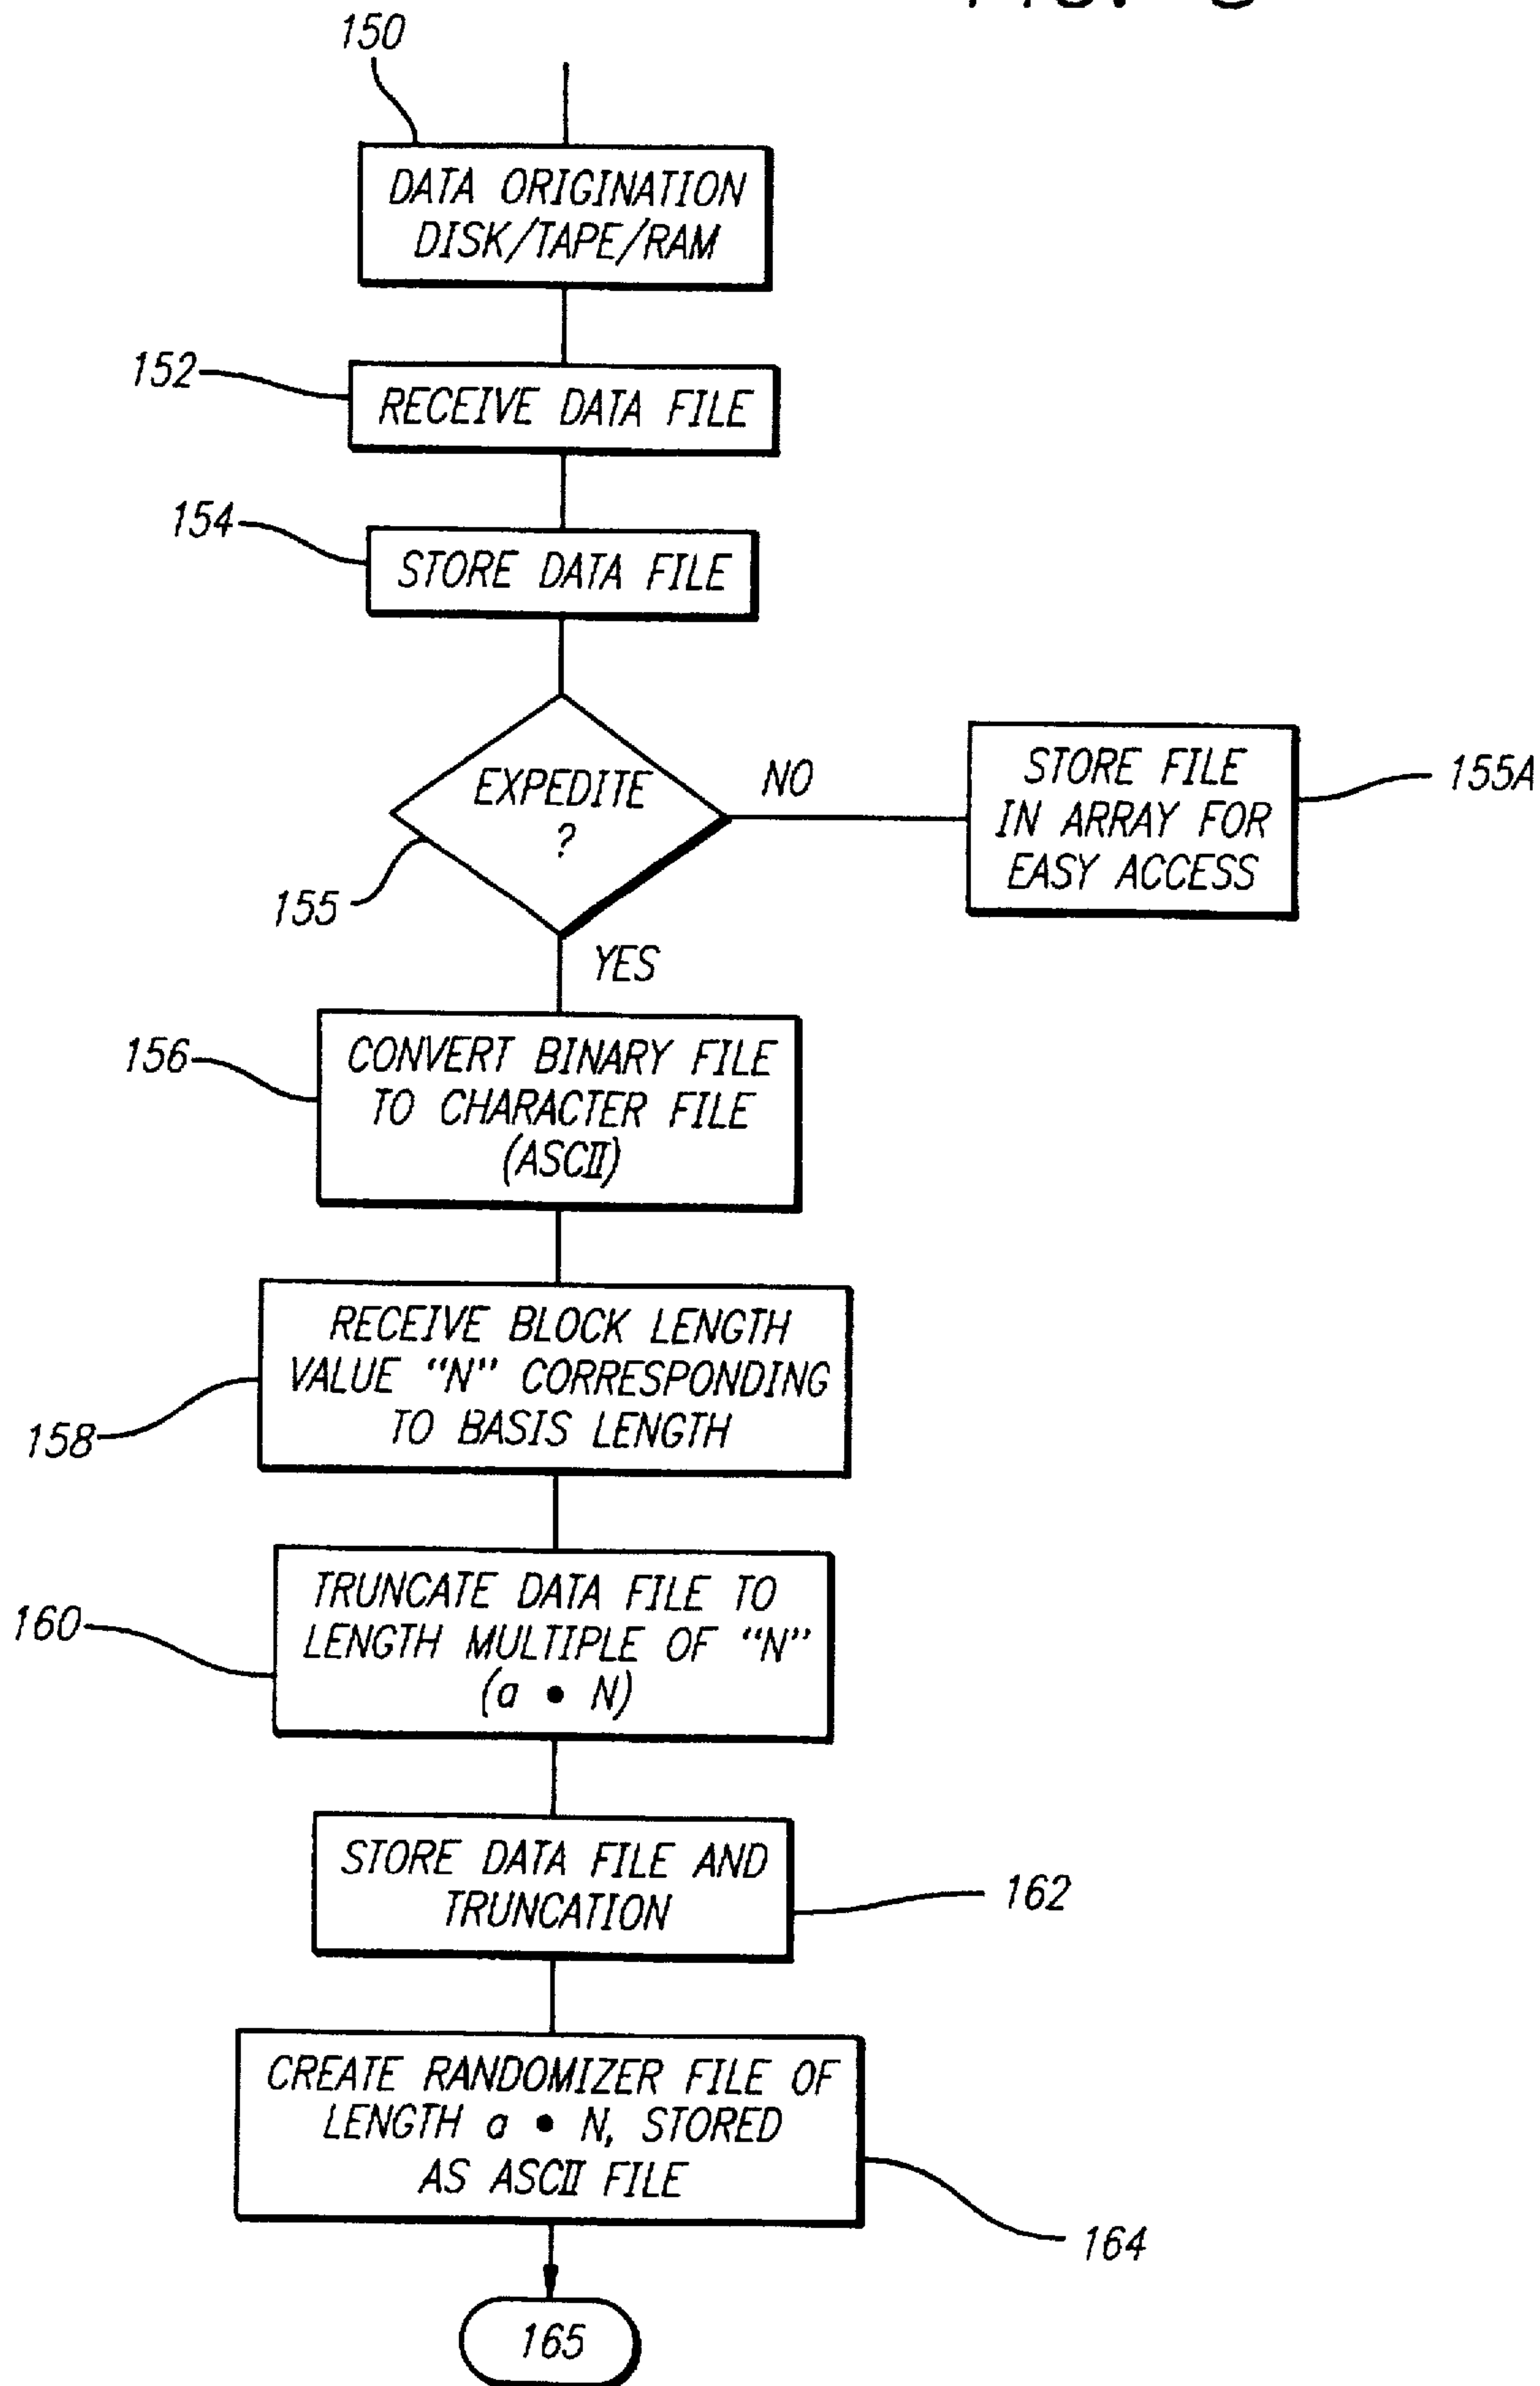 150
DATA ORIGINATION
DISK/TAPE/RAM
152
RECEIVE DATA FILE
154
STORE DATA FILE
EXPEDITE
?
NO
155
YES
STORE FILE
IN ARRAY FOR
EASY ACCESS
155A
156
CONVERT BINARY FILE
TO CHARACTER FILE
(ASCII)
158
RECEIVE BLOCK LENGTH
VALUE "N" CORRESPONDING
TO BASIS LENGTH
160
TRUNCATE DATA FILE TO
LENGTH MULTIPLE OF "N"
(a • N)
STORE DATA FILE AND
TRUNCATION
162
CREATE RANDOMIZER FILE OF
LENGTH a • N, STORED
AS ASCII FILE
164
165